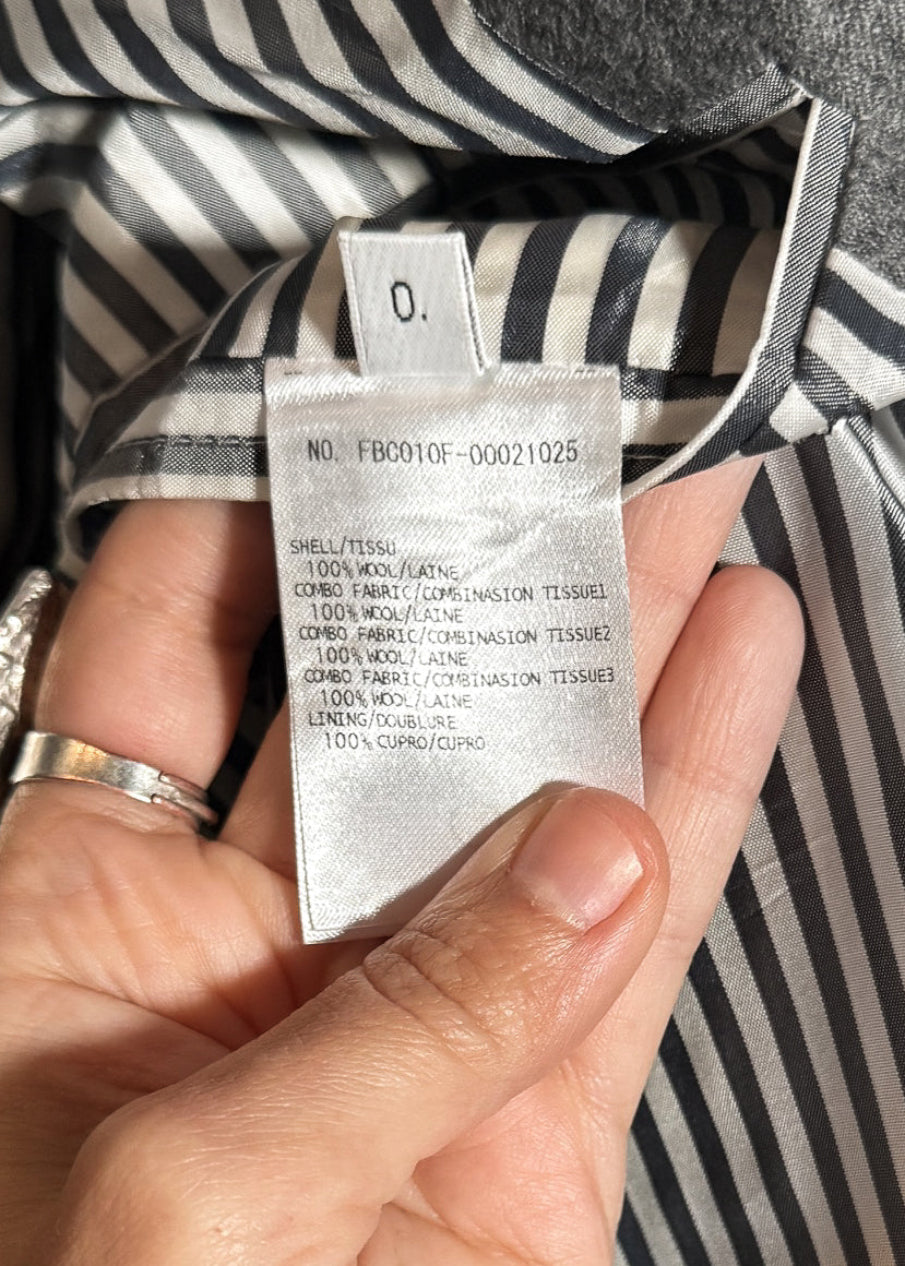 0.
NO. FBC010F-00021025
SHELL/TISSU
100% WOOL/LAINE
COMBO FABRIC/COMBINASION TISSUE1
100% WOOL/LAINE
COMBO FABRIC/COMBINASION TISSUE2
100% WOOL/LAINE
COMBO FABRIC/COMBINASION TISSUE3
100% WOOL/LAINE
LINING/DOUBLURE
100% CUPRO/CUPRO